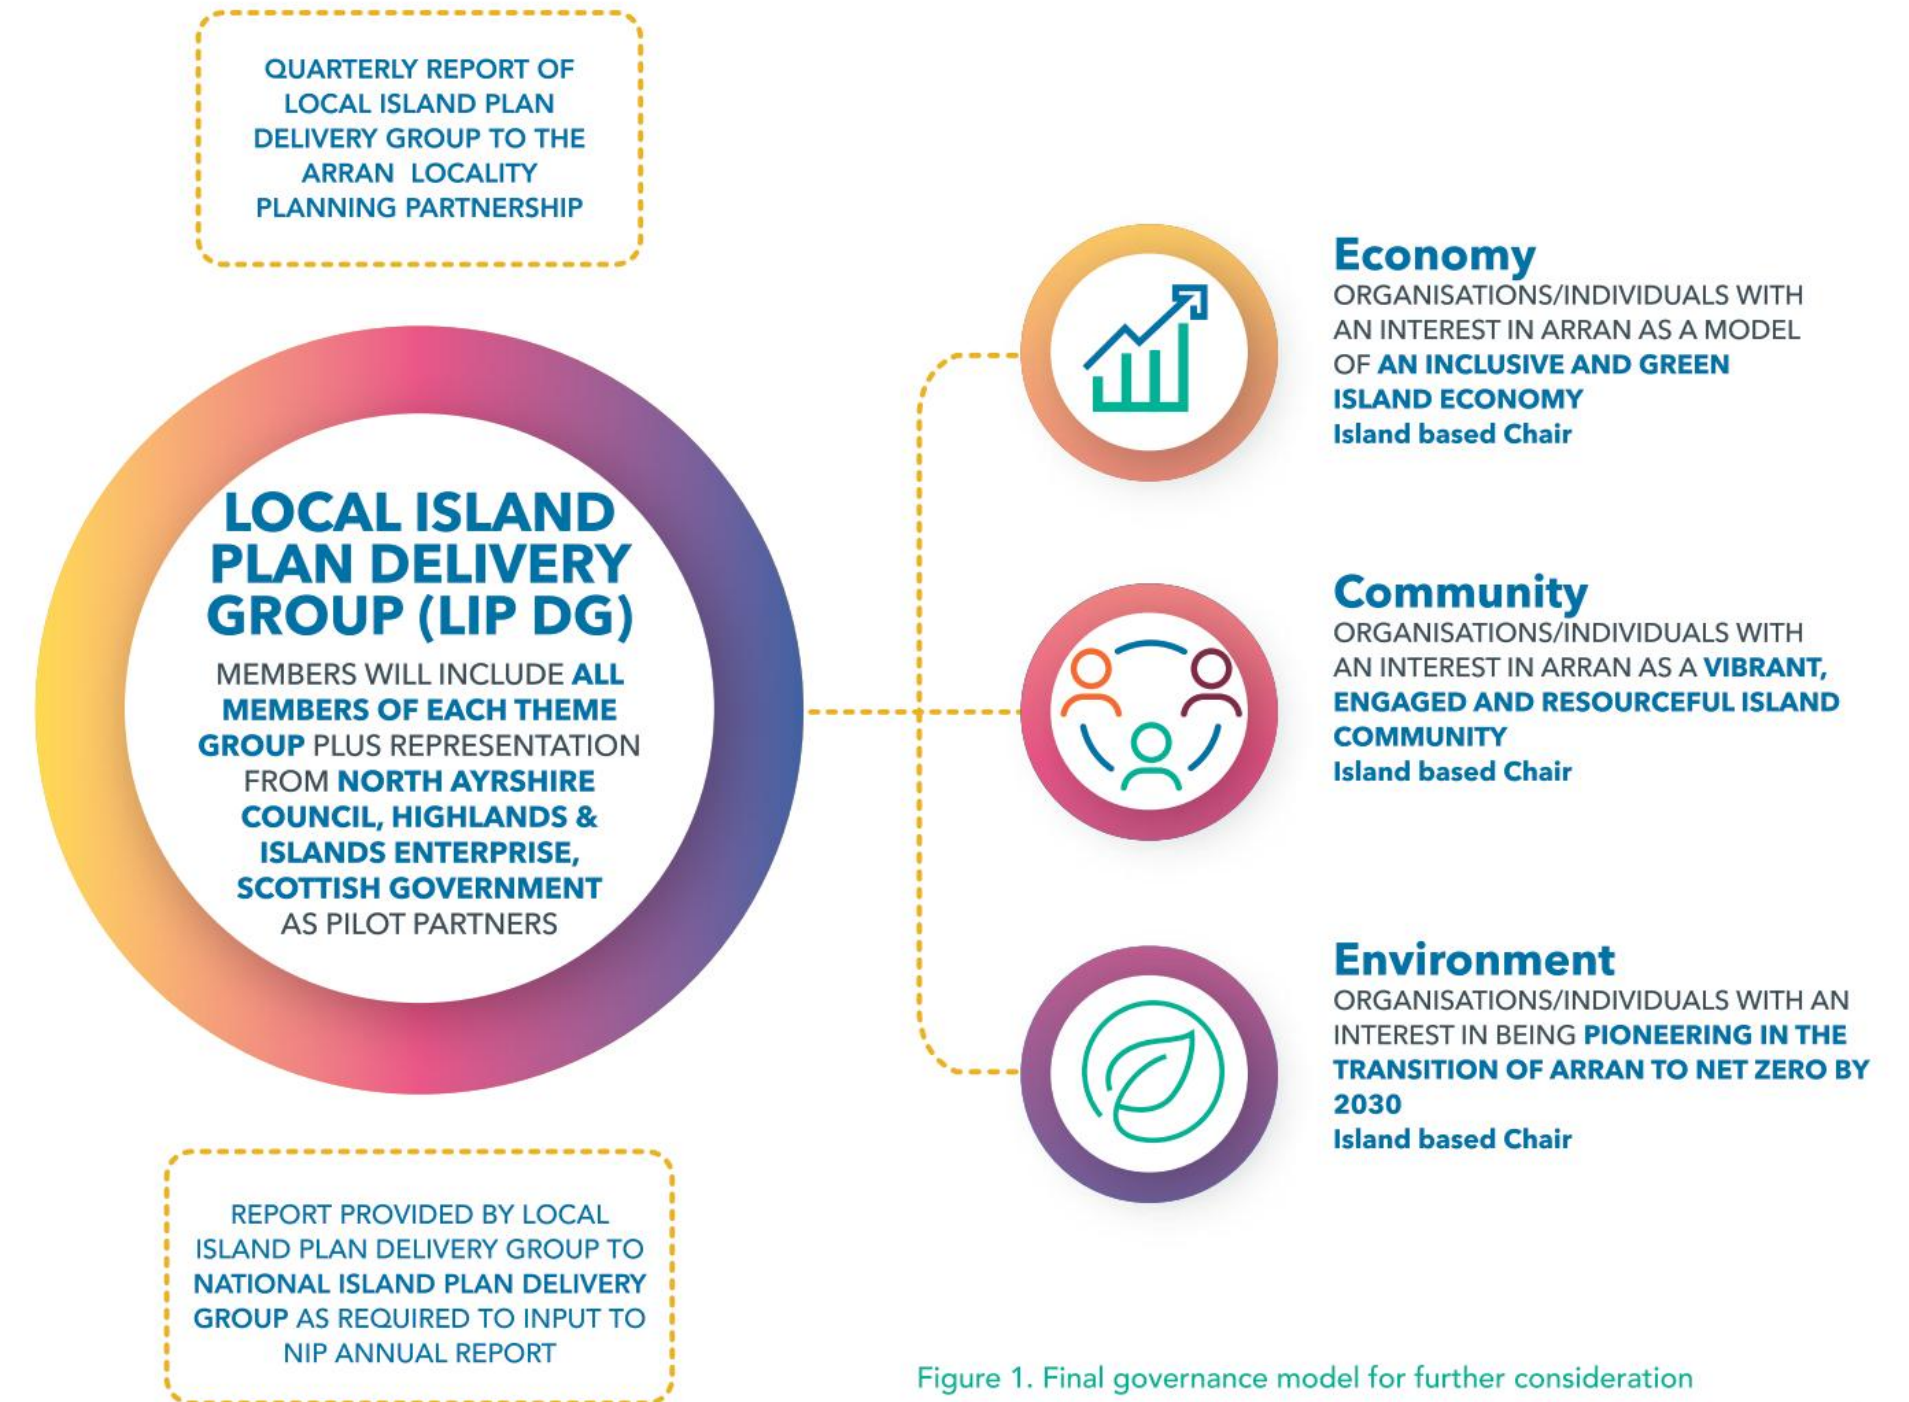 QUARTERLY REPORT OF
LOCAL ISLAND PLAN
DELIVERY GROUP TO THE
ARRAN LOCALITY
PLANNING PARTNERSHIP
LOCAL ISLAND
PLAN DELIVERY
GROUP (LIP DG)
MEMBERS WILL INCLUDE ALL
MEMBERS OF EACH THEME
GROUP PLUS REPRESENTATION
FROM NORTH AYRSHIRE
COUNCIL, HIGHLANDS &
ISLANDS ENTERPRISE,
SCOTTISH GOVERNMENT
AS PILOT PARTNERS
REPORT PROVIDED BY LOCAL
ISLAND PLAN DELIVERY GROUP TO
NATIONAL ISLAND PLAN DELIVERY
GROUP AS REQUIRED TO INPUT TO
NIP ANNUAL REPORT
Economy
ORGANISATIONS/INDIVIDUALS WITH
AN INTEREST IN ARRAN AS A MODEL
OF AN INCLUSIVE AND GREEN
ISLAND ECONOMY
Island based Chair
Community
ORGANISATIONS/INDIVIDUALS WITH
AN INTEREST IN ARRAN AS A VIBRANT,
ENGAGED AND RESOURCEFUL ISLAND
COMMUNITY
Island based Chair
Environment
ORGANISATIONS/INDIVIDUALS WITH AN
INTEREST IN BEING PIONEERING IN THE
TRANSITION OF ARRAN TO NET ZERO BY
2030
Island based Chair
Figure 1. Final governance model for further consideration